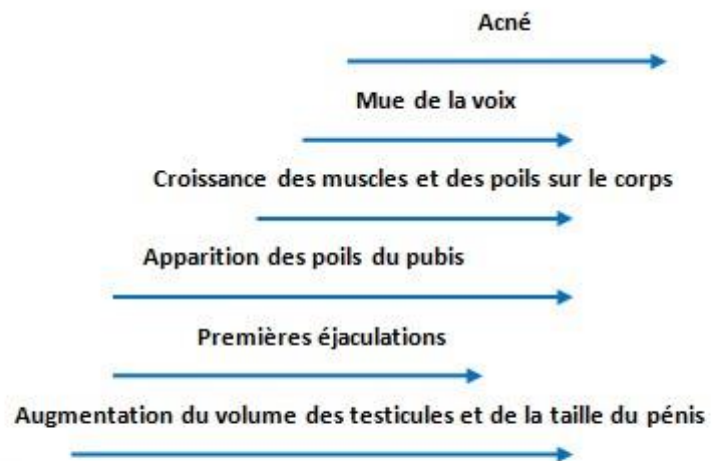 Acné
Mue de la voix
Croissance des muscles et des poils sur le corps
Apparition des poils du pubis
Premières éjaculations
Augmentation du volume des testicules et de la taille du pénis